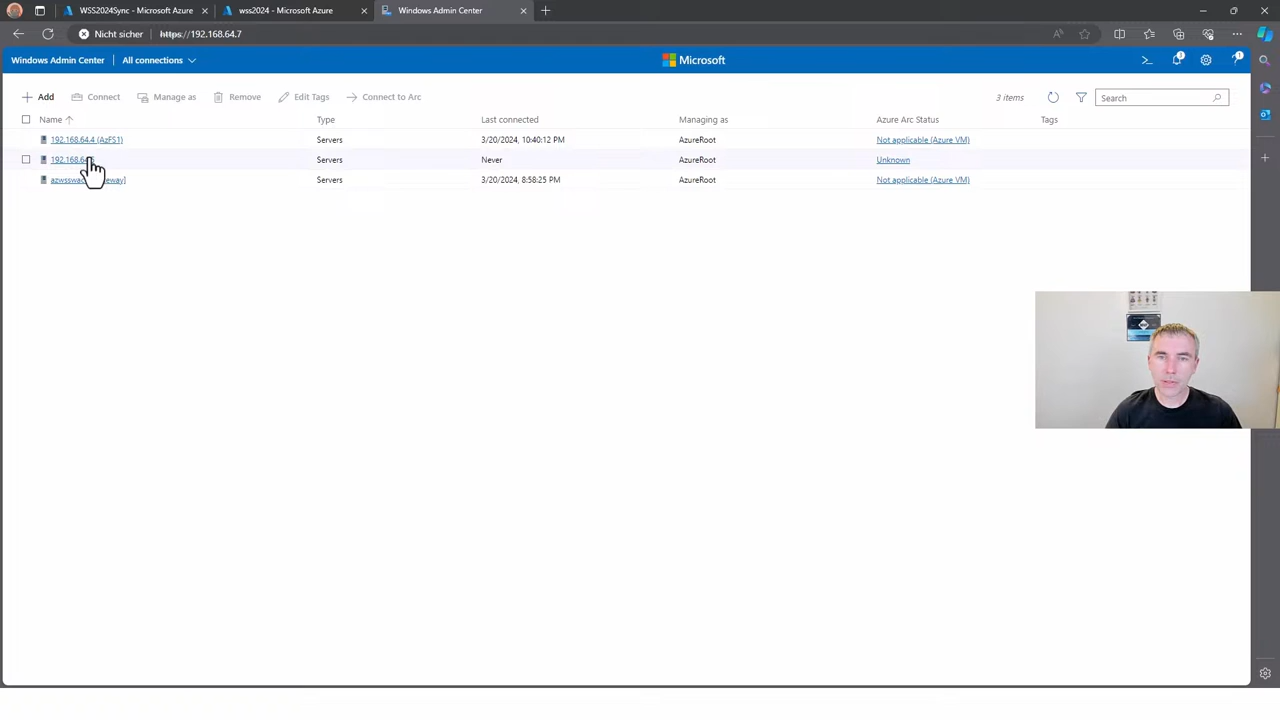 WSS2024Sync - Microsoft Azure
wss2024 - Microsoft Azure
Windows Admin Center
Nicht sicher
https://192.168.64.7
Windows Admin Center
All connections
Microsoft
Add
Connect
Manage as
Remove
Edit Tags
Connect to Arc
3 items
Search
Name Type Last connected Managing as Azure Arc Status Tags
192.168.64.4 (AzFS1) Servers 3/20/2024, 10:40:12 PM AzureRoot Not applicable (Azure VM)
Servers Never AzureRoot Unknown
Servers 3/20/2024, 8:58:25 PM AzureRoot Not applicable (Azure VM)